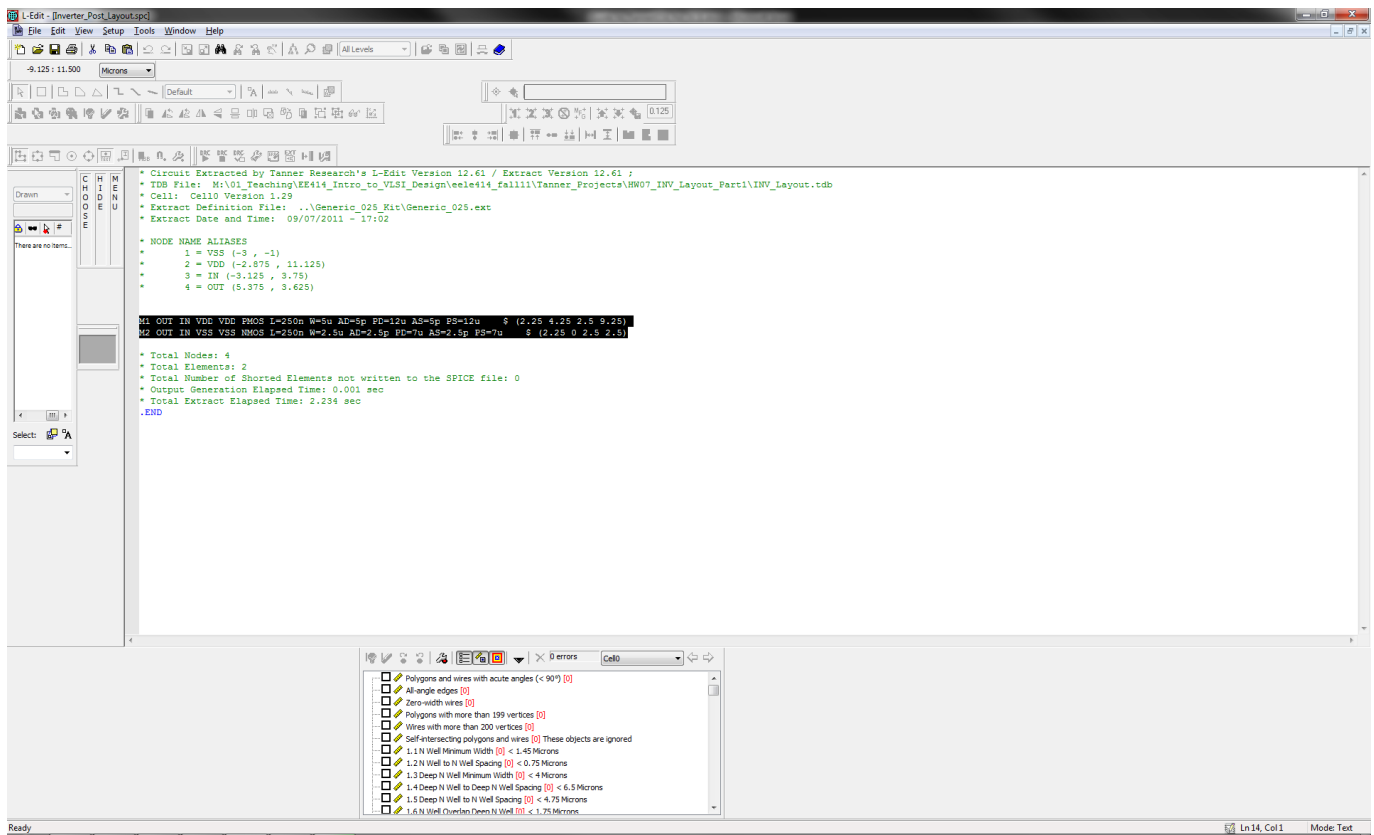 L-Edit - [Inverter_Post_Layout.spc]
File Edit View Setup Tools Window Help
All Levels
-9.125 : 11.500 Microns
Default
0.125
Drawn
CHOOSE
HIDE
MENU
#
There are no items...
Select:
* Circuit Extracted by Tanner Research's L-Edit Version 12.61 / Extract Version 12.61 ;
* TDB File: M:\01_Teaching\EE414_Intro_to_VLSI_Design\eele414_fall11\Tanner_Projects\HW07_INV_Layout_Part1\INV_Layout.tdb
* Cell: Cell0 Version 1.29
* Extract Definition File: ..\Generic_025_Kit\Generic_025.ext
* Extract Date and Time: 09/07/2011 - 17:02
* NODE NAME ALIASES
* 1 = VSS (-3 , -1)
* 2 = VDD (-2.875 , 11.125)
* 3 = IN (-3.125 , 3.75)
* 4 = OUT (5.375 , 3.625)
M1 OUT IN VDD VDD PMOS L=250n W=5u AD=5p PD=12u AS=5p PS=12u $ (2.25 4.25 2.5 9.25)
M2 OUT IN VSS VSS NMOS L=250n W=2.5u AD=2.5p PD=7u AS=2.5p PS=7u $ (2.25 0 2.5 2.5)
* Total Nodes: 4
* Total Elements: 2
* Total Number of Shorted Elements not written to the SPICE file: 0
* Output Generation Elapsed Time: 0.001 sec
* Total Extract Elapsed Time: 2.234 sec
.END
0 errors Cell0
Polygons and wires with acute angles (< 90º) [0]
All-angle edges [0]
Zero-width wires [0]
Polygons with more than 199 vertices [0]
Wires with more than 200 vertices [0]
Self-intersecting polygons and wires [0] These objects are ignored
1.1 N Well Minimum Width [0] < 1.45 Microns
1.2 N Well to N Well Spacing [0] < 0.75 Microns
1.3 Deep N Well Minimum Width [0] < 4 Microns
1.4 Deep N Well to Deep N Well Spacing [0] < 6.5 Microns
1.5 Deep N Well to N Well Spacing [0] < 4.75 Microns
1.6 N Well Overlap Deep N Well [0] < 1.75 Microns
Ready
Ln 14, Col 1 Mode: Text